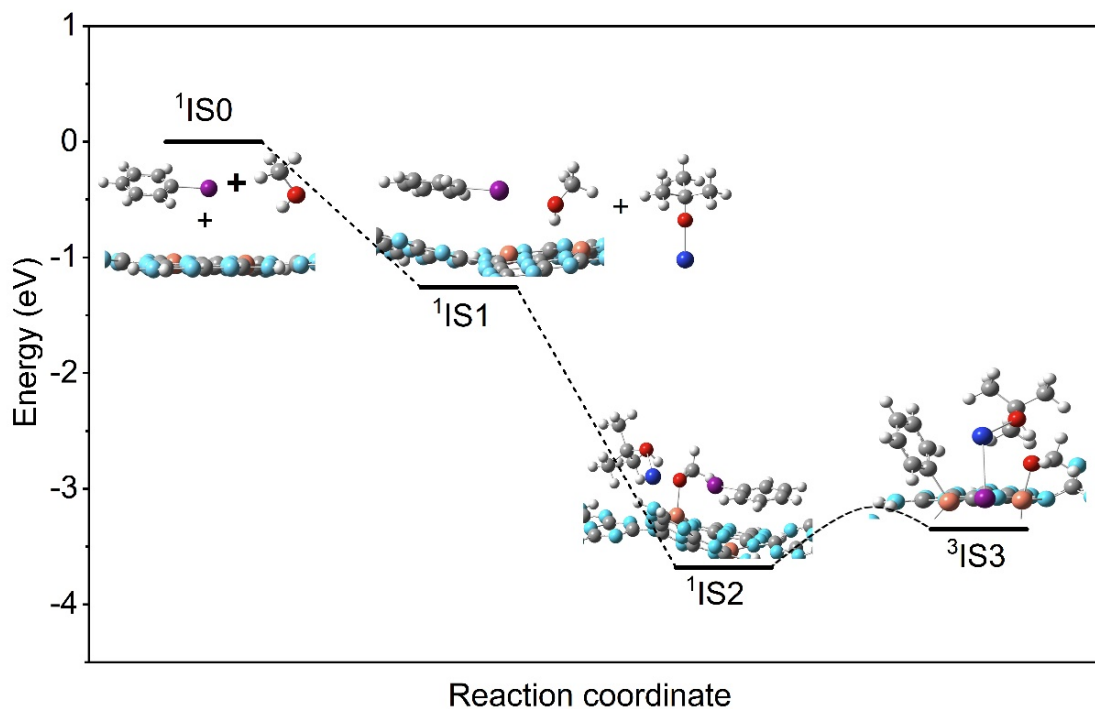 1
0
-1
-2
-3
-4
Energy (eV)
Reaction coordinate
¹IS0
+
+
+
¹IS1
¹IS2
³IS3